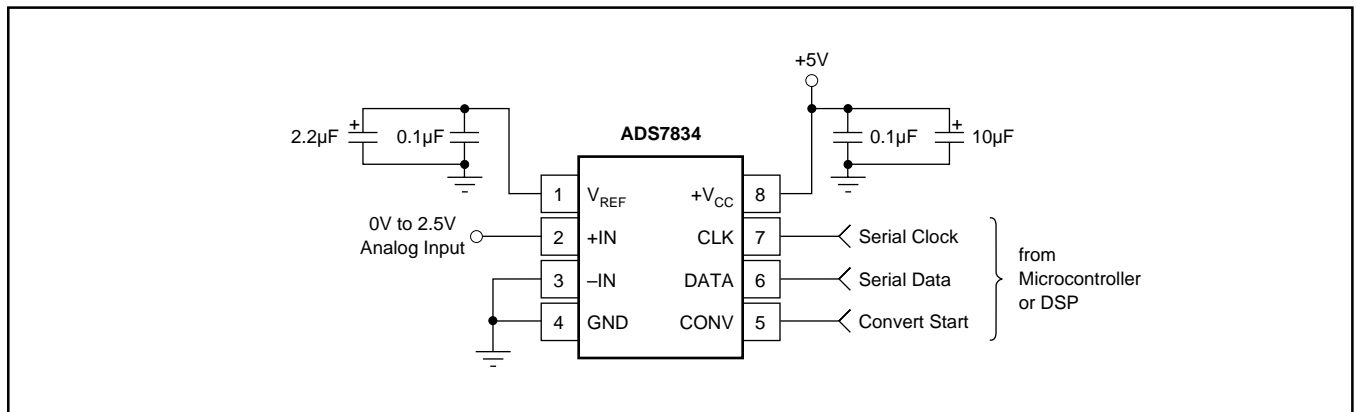 +5V
+
2.2µF
0.1µF
+
0.1µF
10µF
ADS7834
1
VREF
+VCC
8
0V to 2.5V
Analog Input
2
+IN
CLK
7
Serial Clock
3
–IN
DATA
6
Serial Data
4
GND
CONV
5
Convert Start
from
Microcontroller
or DSP